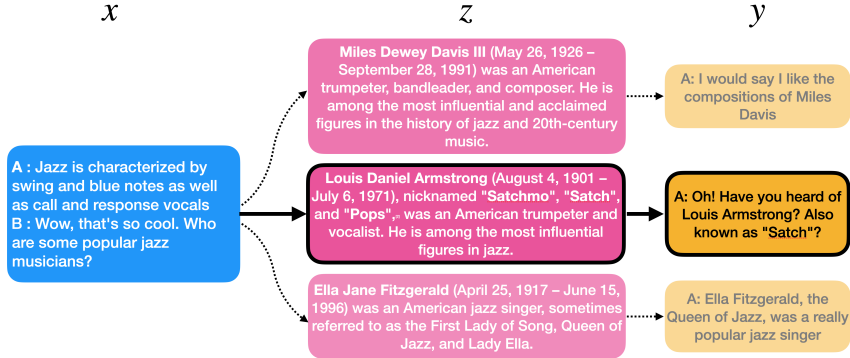 x
z
y
Miles Dewey Davis III (May 26, 1926 –
September 28, 1991) was an American
trumpeter, bandleader, and composer. He is
among the most influential and acclaimed
figures in the history of jazz and 20th-century
music.
A: I would say I like the
compositions of Miles
Davis
A : Jazz is characterized by
swing and blue notes as well
as call and response vocals
B : Wow, that's so cool. Who
are some popular jazz
musicians?
Louis Daniel Armstrong (August 4, 1901 –
July 6, 1971), nicknamed "Satchmo", "Satch",
and "Pops", was an American trumpeter and
vocalist. He is among the most influential
figures in jazz.
A: Oh! Have you heard of
Louis Armstrong? Also
known as "Satch"?
Ella Jane Fitzgerald (April 25, 1917 – June 15,
1996) was an American jazz singer, sometimes
referred to as the First Lady of Song, Queen of
Jazz, and Lady Ella.
A: Ella Fitzgerald, the
Queen of Jazz, was a really
popular jazz singer